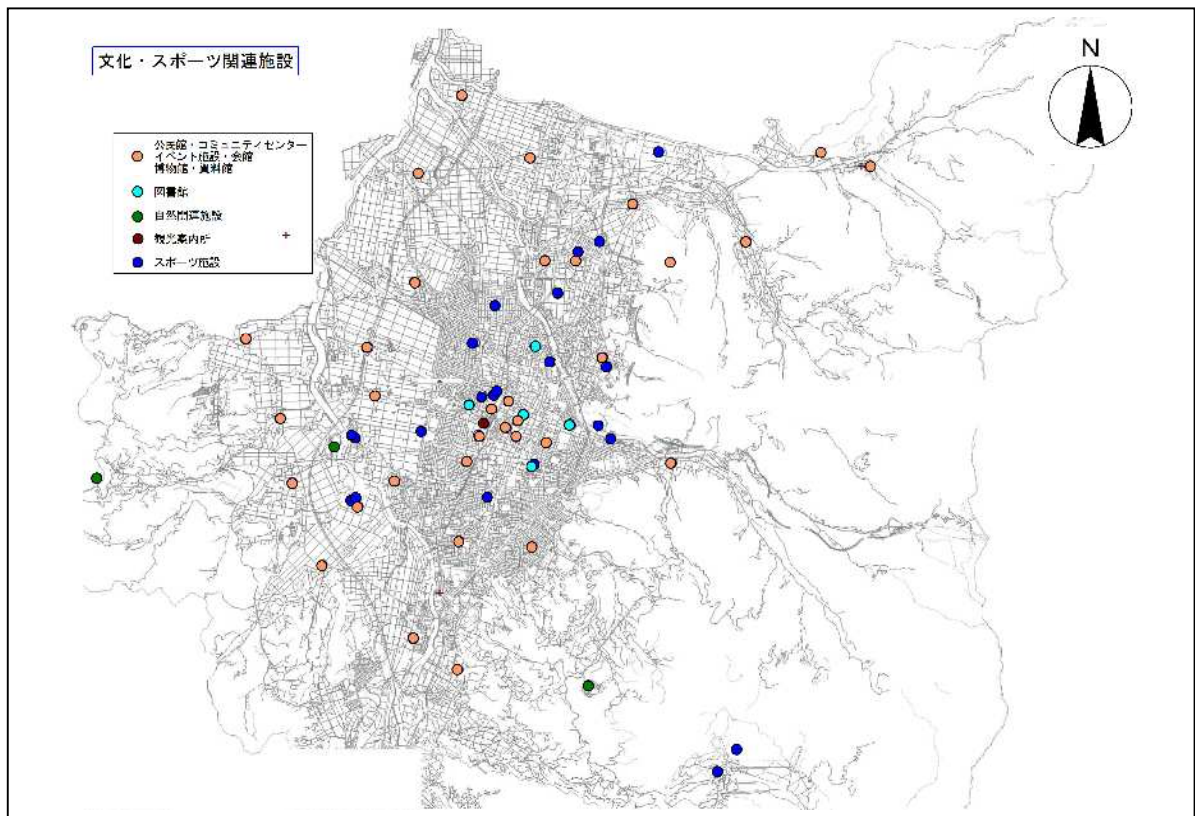 文化・スポーツ関連施設
N
公民館・コミュニティセンター
イベント施設・会館
博物館・資料館
図書館
自然関連施設
観光案内所
スポーツ施設